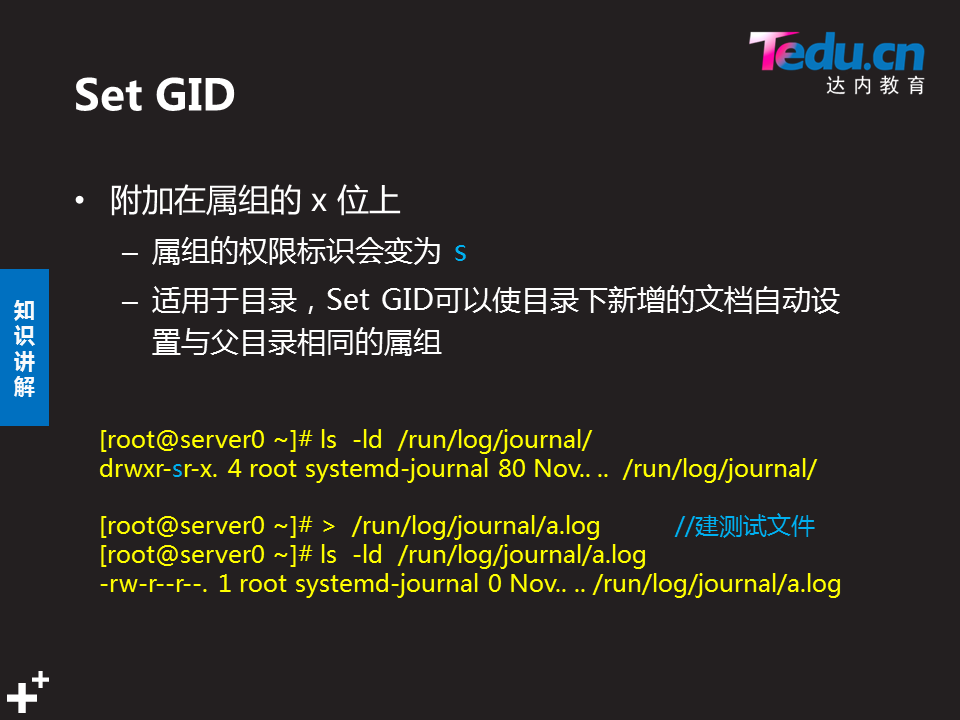 Tedu.cn
达内教育
Set GID
• 附加在属组的 x 位上
– 属组的权限标识会变为 s
– 适用于目录，Set GID可以使目录下新增的文档自动设
置与父目录相同的属组
知
识
讲
解
[root@server0 ~]# ls -ld /run/log/journal/
drwxr-sr-x. 4 root systemd-journal 80 Nov.. .. /run/log/journal/
[root@server0 ~]# > /run/log/journal/a.log //建测试文件
[root@server0 ~]# ls -ld /run/log/journal/a.log
-rw-r--r--. 1 root systemd-journal 0 Nov.. .. /run/log/journal/a.log